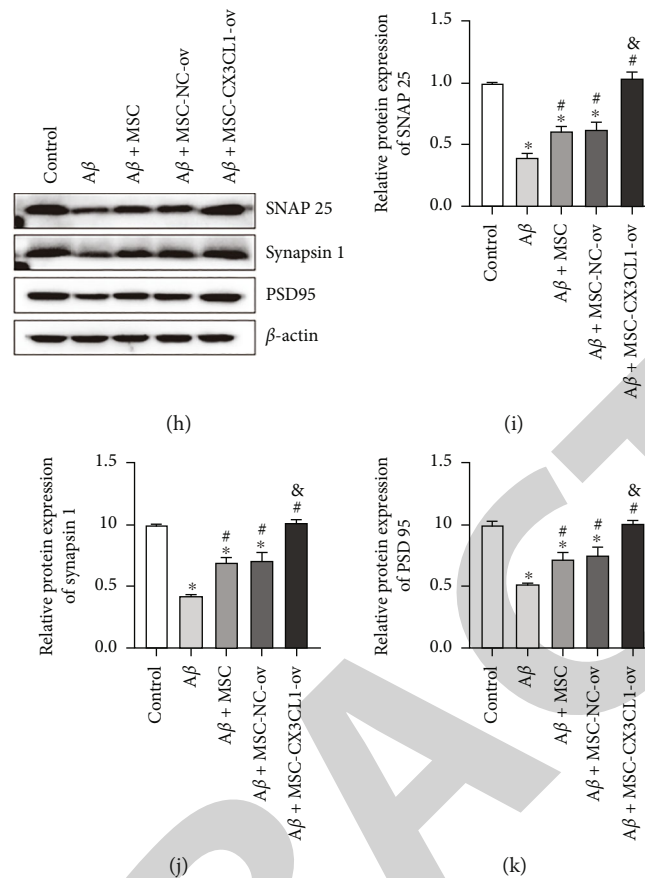 Control
Aβ
Aβ + MSC
Aβ + MSC-NC-ov
Aβ + MSC-CX3CL1-ov
SNAP 25
Synapsin 1
PSD95
β-actin
(h)
Relative protein expression
of SNAP 25
1.0
0.5
0.0
*
#
*
#
*
&
#
Control
Aβ
Aβ + MSC
Aβ + MSC-NC-ov
Aβ + MSC-CX3CL1-ov
(i)
Relative protein expression
of synapsin 1
1.5
10
0.5
0.0
*
#
*
#
*
&
#
Control
Aβ
Aβ + MSC
Aβ + MSC-NC-ov
Aβ + MSC-CX3CL1-ov
(j)
Relative protein expression
of PSD 95
1.5
1.0
0.5
0.0
*
#
*
#
*
&
#
Control
Aβ
Aβ + MSC
Aβ + MSC-NC-ov
Aβ + MSC-CX3CL1-ov
(k)